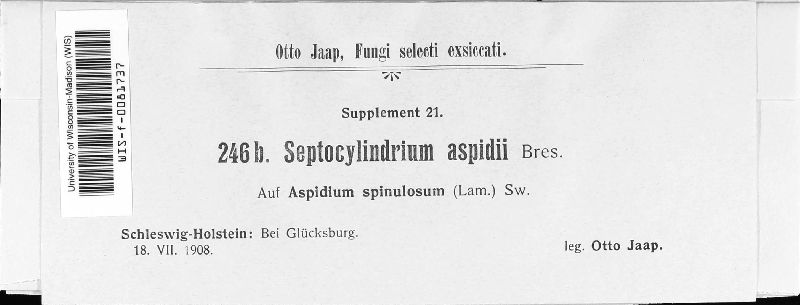 University of Wisconsin-Madison (WIS)
WIS-f-0081737
Otto Jaap, Fungi selecti exsiccati.
Supplement 21.
246 b. Septocylindrium aspidii Bres.
Auf Aspidium spinulosum (Lam.) Sw.
Schleswig-Holstein: Bei Glücksburg.
18. VII. 1908.
leg. Otto Jaap.